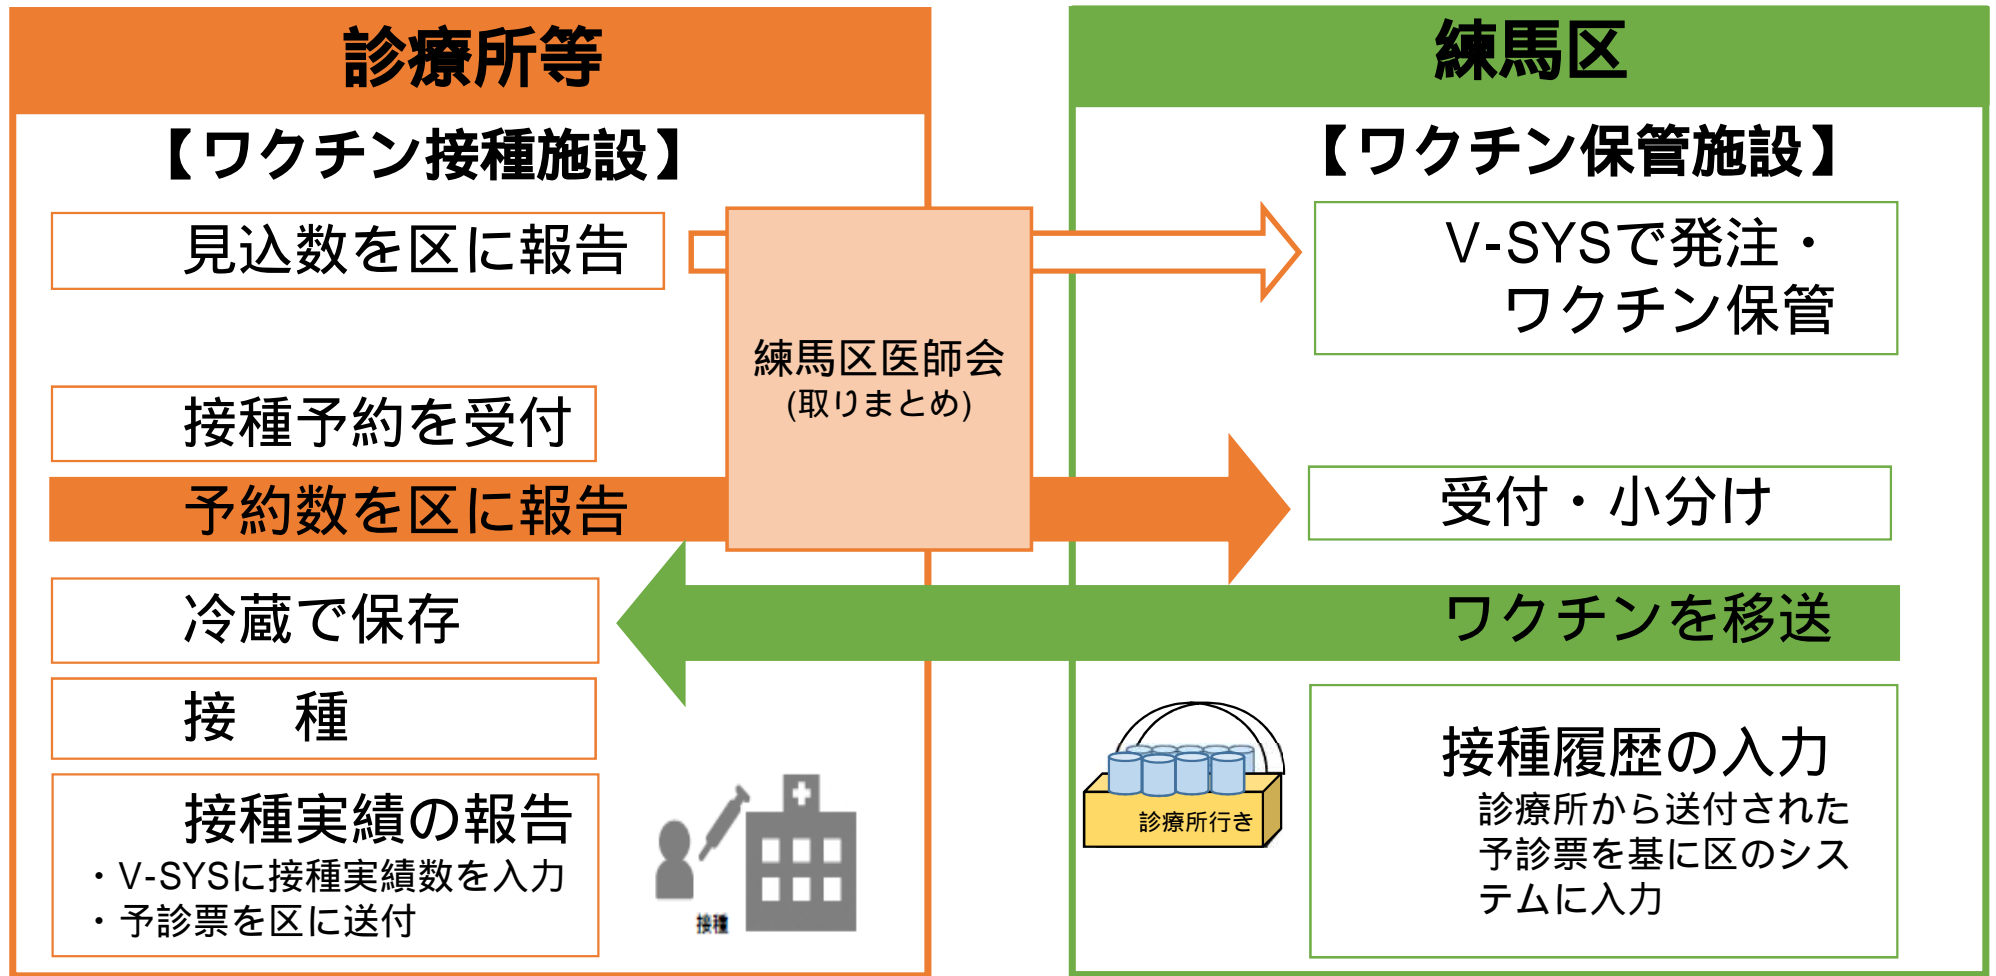 診療所等
【ワクチン接種施設】
見込数を区に報告
接種予約を受付
予約数を区に報告
冷蔵で保存
接　種
接種実績の報告
・V-SYSに接種実績数を入力
・予診票を区に送付
接種
練馬区医師会
(取りまとめ)
練馬区
【ワクチン保管施設】
V-SYSで発注・
ワクチン保管
受付・小分け
ワクチンを移送
診療所行き
接種履歴の入力
診療所から送付された
予診票を基に区のシス
テムに入力